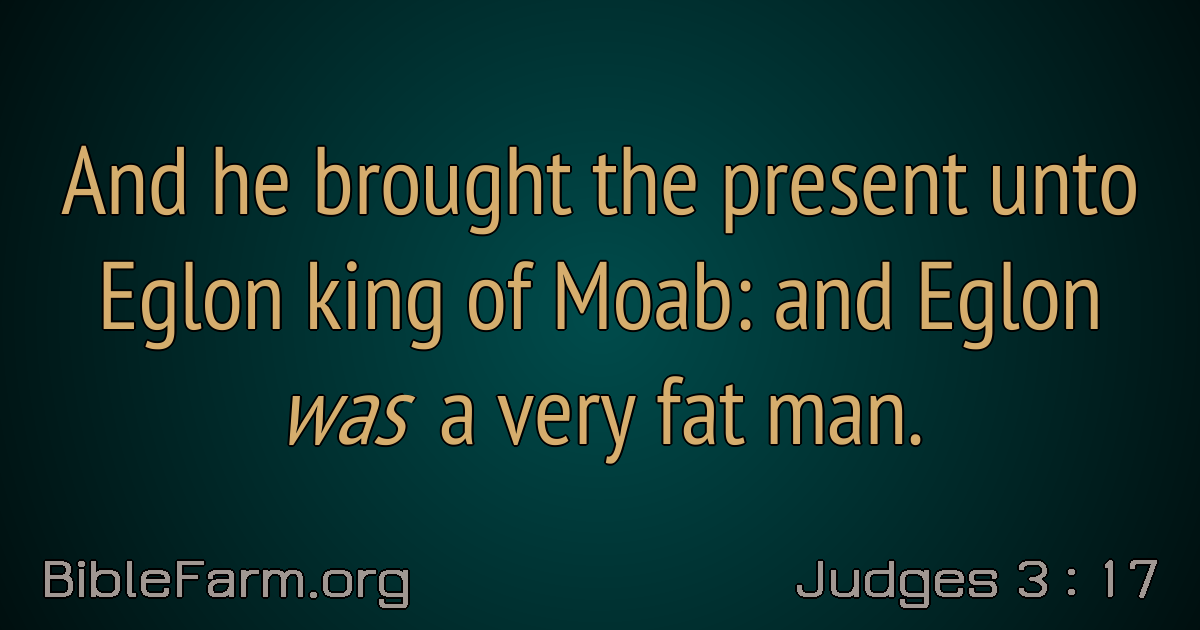 And he brought the present unto
Eglon king of Moab: and Eglon
was a very fat man.
BibleFarm.org
Judges 3 : 17